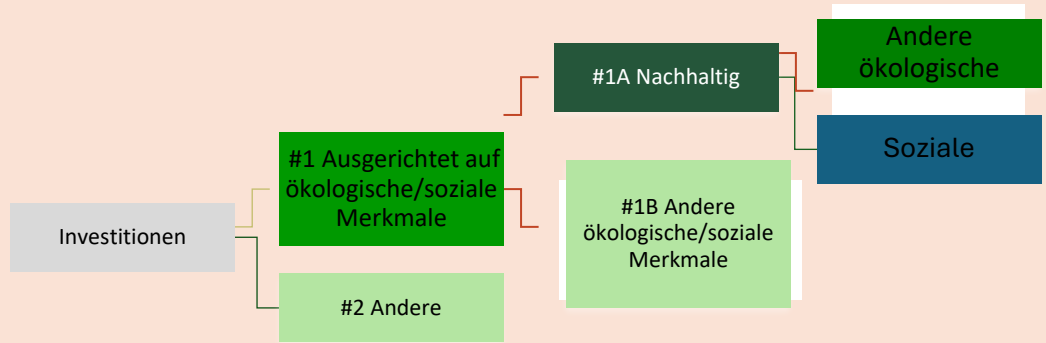 Investitionen
#1 Ausgerichtet auf
ökologische/soziale
Merkmale
#2 Andere
#1A Nachhaltig
#1B Andere
ökologische/soziale
Merkmale
Andere
ökologische
Soziale